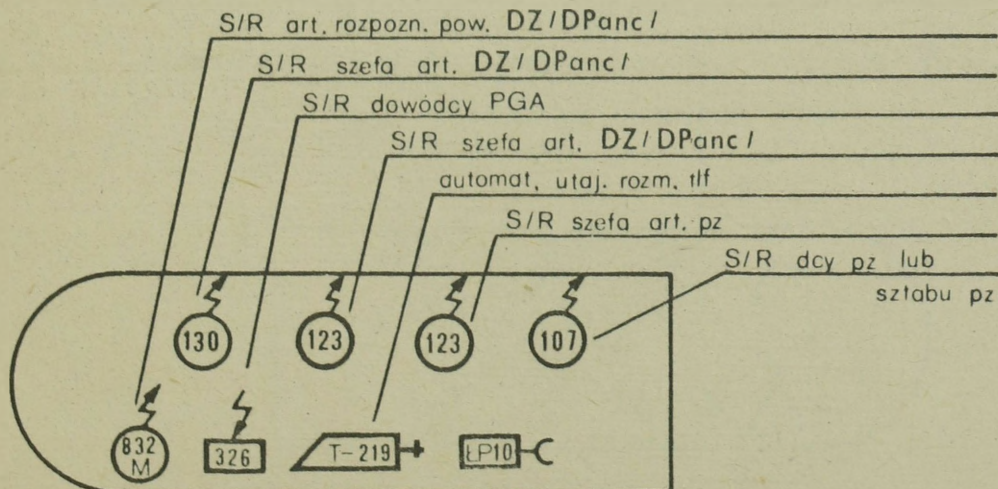 S/R art. rozpozn. pow. DZ/DPanc/
S/R szefa art. DZ/DPanc/
S/R dowódcy PGA
S/R szefa art. DZ/DPanc/
automat. utaj. rozm. tlf
S/R szefa art. pz
S/R dcy pz lub
sztabu pz
130 123 123 107
832 M 326 T-219 ŁP10